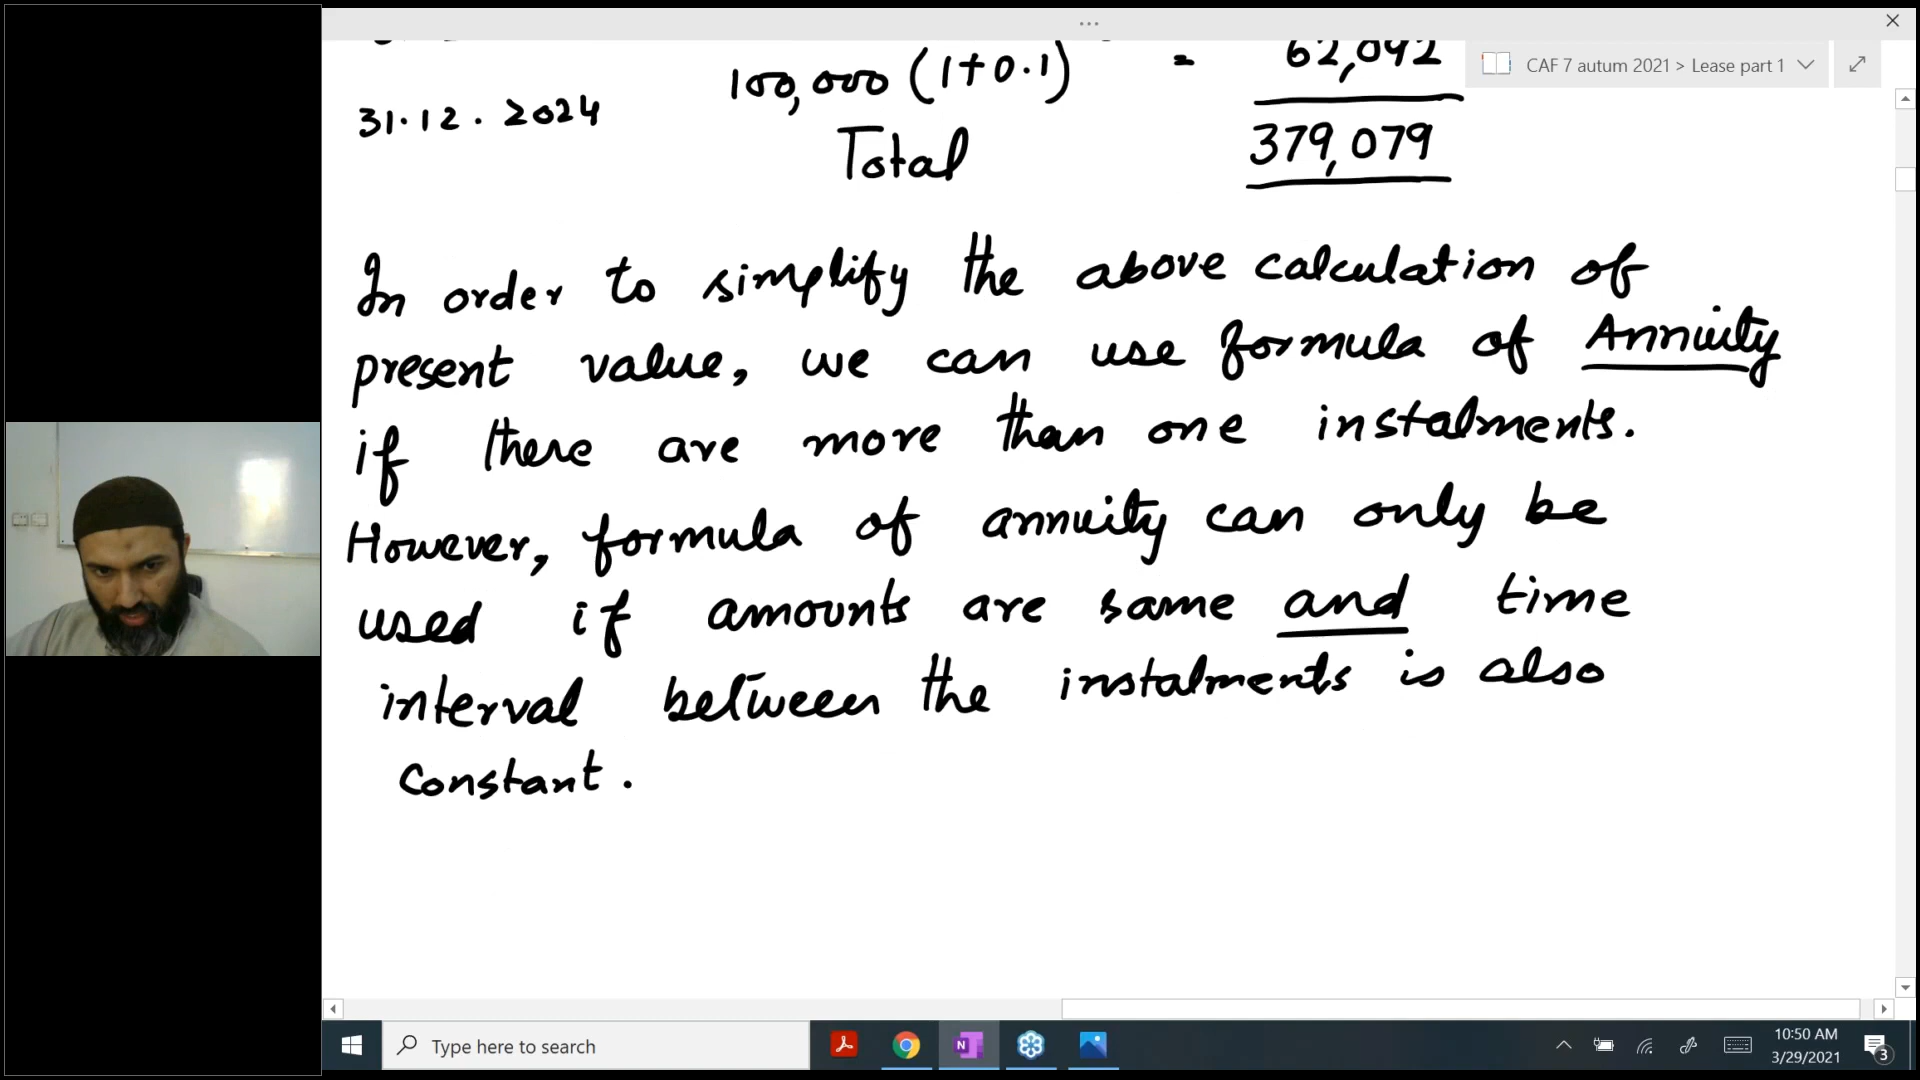 CAF 7 autum 2021 > Lease part 1
100,000 (1+0.1) = 62,092
31.12.2024
Total 379,079
In order to simplify the above calculation of
present value, we can use formula of Annuity
if there are more than one instalments.
However, formula of annuity can only be
used if amounts are same and time
interval between the instalments is also
constant.
Type here to search
10:50 AM
3/29/2021
3